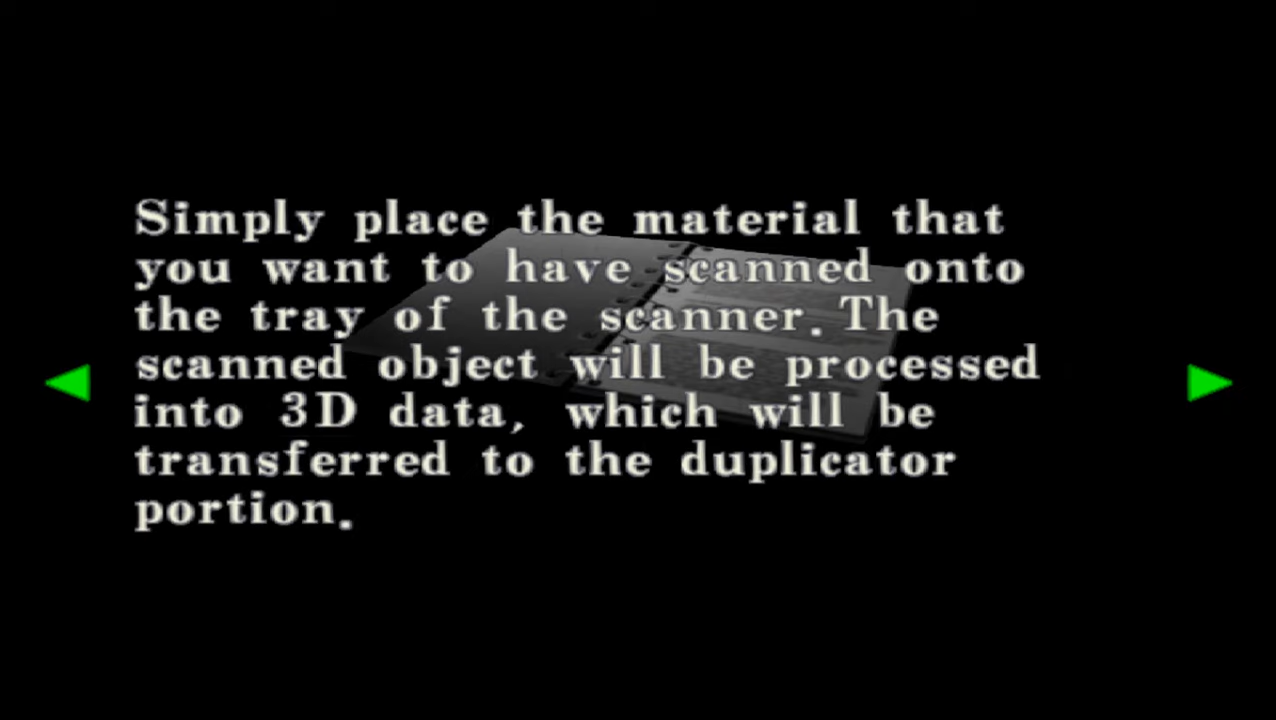 Simply place the material that
you want to have scanned onto
the tray of the scanner. The
scanned object will be processed
into 3D data, which will be
transferred to the duplicator
portion.